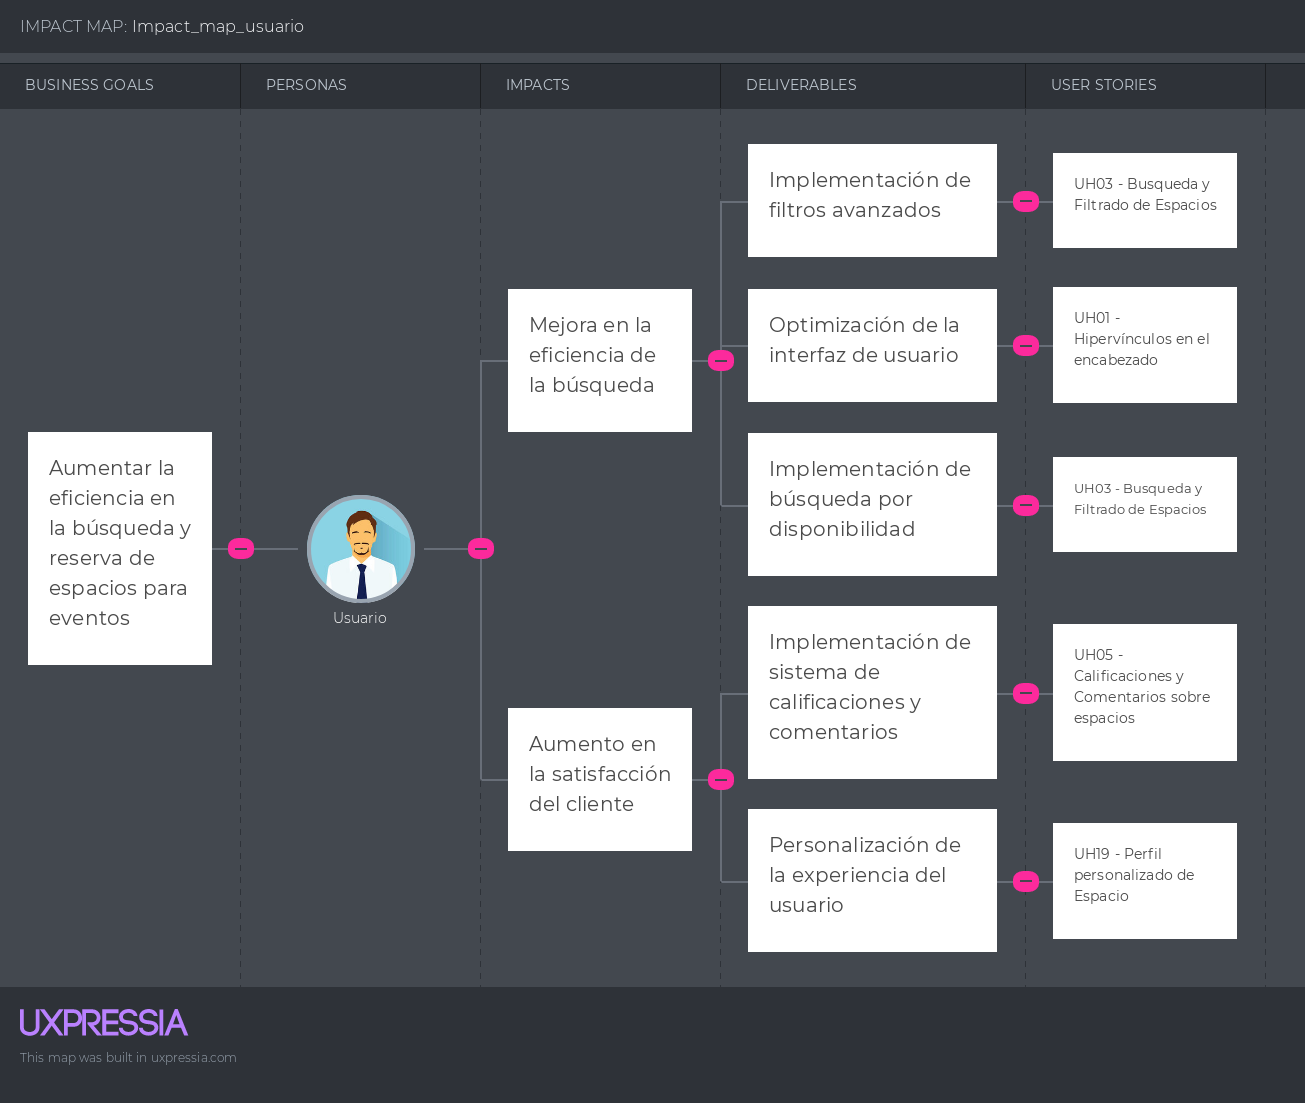 IMPACT MAP: Impact_map_usuario
BUSINESS GOALS
PERSONAS
IMPACTS
DELIVERABLES
USER STORIES
Aumentar la
eficiencia en
la búsqueda y
reserva de
espacios para
eventos
Usuario
Mejora en la
eficiencia de
la búsqueda
Implementación de
filtros avanzados
UH03 - Busqueda y
Filtrado de Espacios
Optimización de la
interfaz de usuario
UH01 -
Hipervínculos en el
encabezado
Implementación de
búsqueda por
disponibilidad
UH03 - Busqueda y
Filtrado de Espacios
Aumento en
la satisfacción
del cliente
Implementación de
sistema de
calificaciones y
comentarios
UH05 -
Calificaciones y
Comentarios sobre
espacios
Personalización de
la experiencia del
usuario
UH19 - Perfil
personalizado de
Espacio
UXPRESSIA
This map was built in uxpressia.com